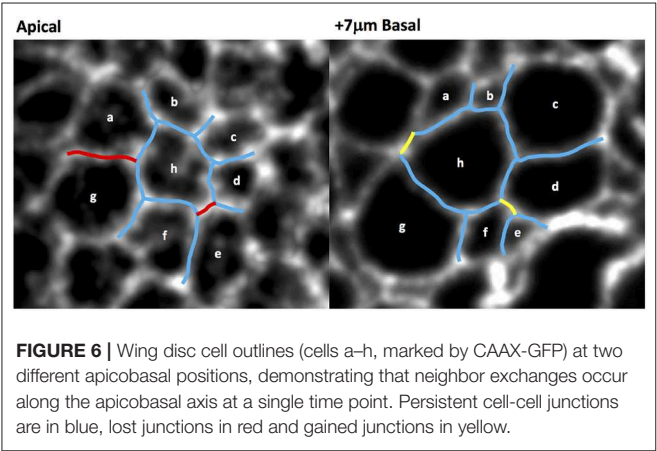 Apical
+7µm Basal
a
b
c
h
d
g
f
e
a
b
c
h
d
g
f
e
FIGURE 6 | Wing disc cell outlines (cells a–h, marked by CAAX-GFP) at two
different apicobasal positions, demonstrating that neighbor exchanges occur
along the apicobasal axis at a single time point. Persistent cell-cell junctions
are in blue, lost junctions in red and gained junctions in yellow.